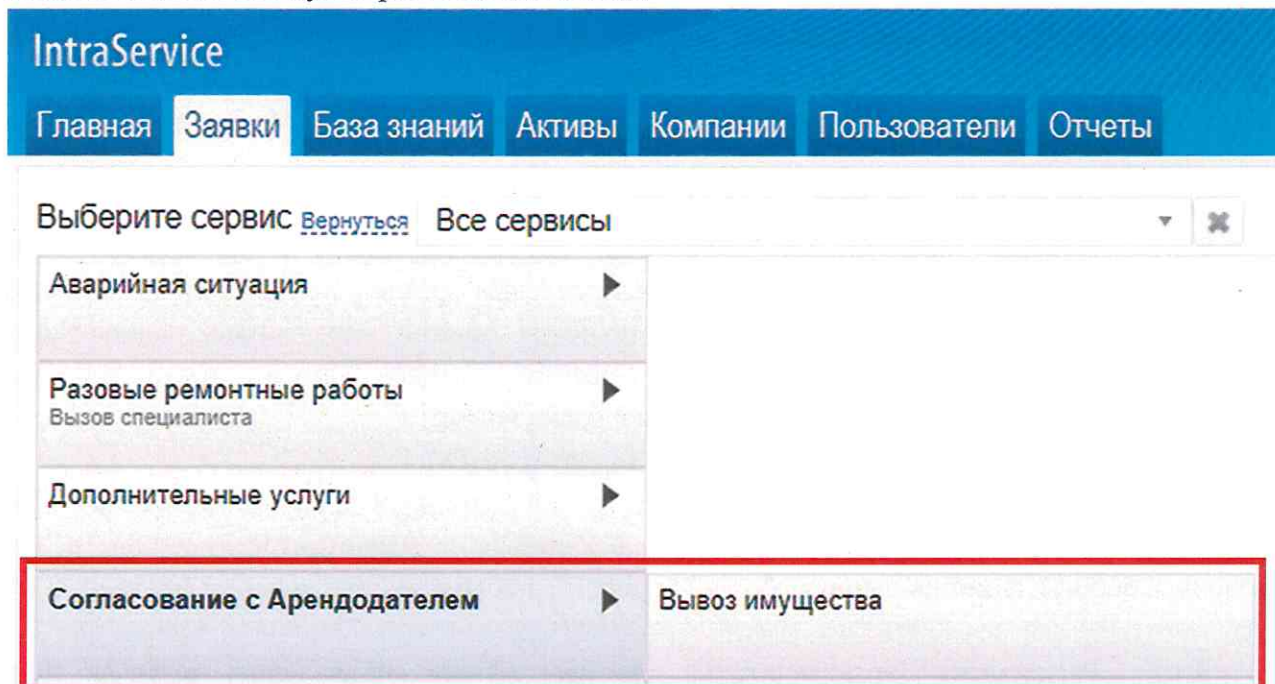 IntraService
Главная Заявки База знаний Активы Компании Пользователи Отчеты
Выберите сервис Вернуться Все сервисы
Аварийная ситуация
Разовые ремонтные работы
Вызов специалиста
Дополнительные услуги
Согласование с Арендодателем Вывоз имущества